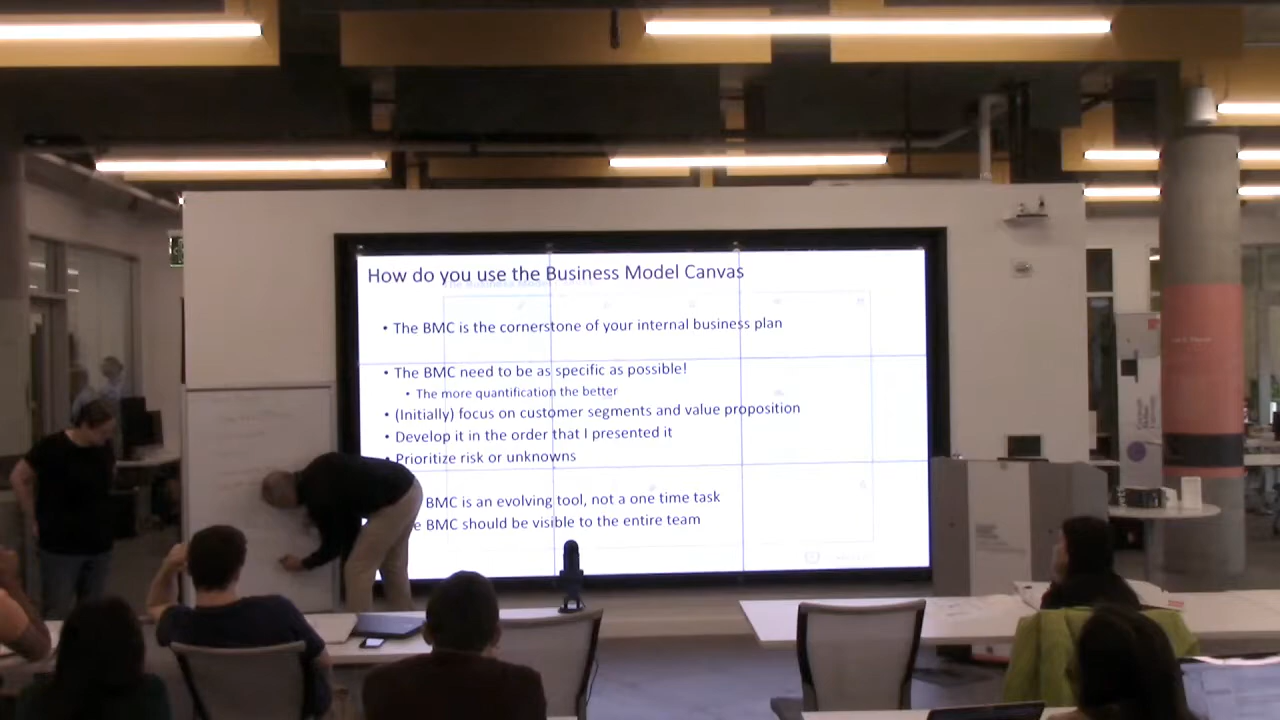 How do you use the Business Model Canvas
• The BMC is the cornerstone of your internal business plan
• The BMC need to be as specific as possible!
• The more quantification the better
• (Initially) focus on customer segments and value proposition
• Develop it in the order that I presented it
• Prioritize risk or unknowns
BMC is an evolving tool, not a one time task
e BMC should be visible to the entire team